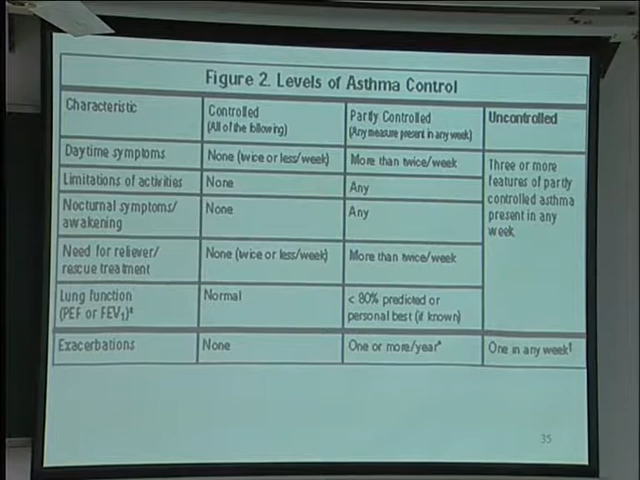 Figure 2. Levels of Asthma Control
Characteristic
Controlled
(All of the following)
Partly Controlled
(Any measure present in any week)
Uncontrolled
Daytime symptoms
None (twice or less/week)
More than twice/week
Three or more
features of partly
controlled asthma
present in any
week
Limitations of activities
None
Any
Nocturnal symptoms/
awakening
None
Any
Need for reliever/
rescue treatment
None (twice or less/week)
More than twice/week
Lung function
(PEF or FEV₁)‡
Normal
< 80% predicted or
personal best (if known)
Exacerbations
None
One or more/year*
One in any week†
35